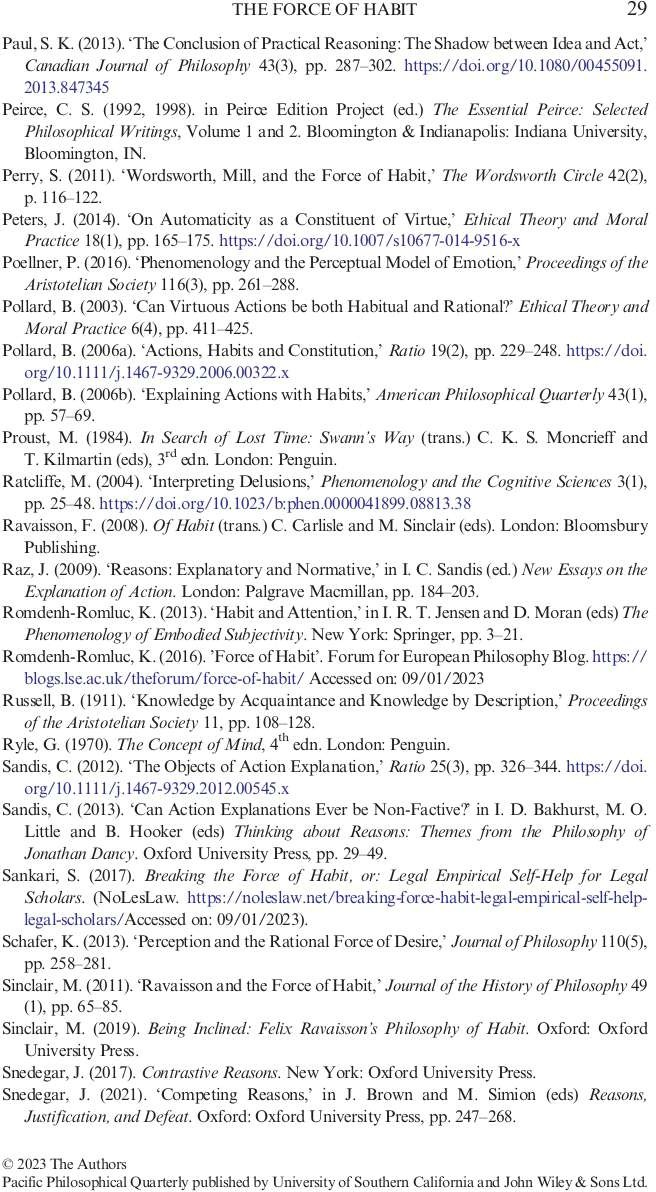 THE FORCE OF HABIT 29
Paul, S. K. (2013). ‘The Conclusion of Practical Reasoning: The Shadow between Idea and Act,’
Canadian Journal of Philosophy 43(3), pp. 287–302. https://doi.org/10.1080/00455091.
2013.847345
Peirce, C. S. (1992, 1998). in Peirce Edition Project (ed.) The Essential Peirce: Selected
Philosophical Writings, Volume 1 and 2. Bloomington & Indianapolis: Indiana University,
Bloomington, IN.
Perry, S. (2011). ‘Wordsworth, Mill, and the Force of Habit,’ The Wordsworth Circle 42(2),
p. 116–122.
Peters, J. (2014). ‘On Automaticity as a Constituent of Virtue,’ Ethical Theory and Moral
Practice 18(1), pp. 165–175. https://doi.org/10.1007/s10677-014-9516-x
Poellner, P. (2016). ‘Phenomenology and the Perceptual Model of Emotion,’ Proceedings of the
Aristotelian Society 116(3), pp. 261–288.
Pollard, B. (2003). ‘Can Virtuous Actions be both Habitual and Rational?’ Ethical Theory and
Moral Practice 6(4), pp. 411–425.
Pollard, B. (2006a). ‘Actions, Habits and Constitution,’ Ratio 19(2), pp. 229–248. https://doi.
org/10.1111/j.1467-9329.2006.00322.x
Pollard, B. (2006b). ‘Explaining Actions with Habits,’ American Philosophical Quarterly 43(1),
pp. 57–69.
Proust, M. (1984). In Search of Lost Time: Swann’s Way (trans.) C. K. S. Moncrieff and
T. Kilmartin (eds), 3rd edn. London: Penguin.
Ratcliffe, M. (2004). ‘Interpreting Delusions,’ Phenomenology and the Cognitive Sciences 3(1),
pp. 25–48. https://doi.org/10.1023/b:phen.0000041899.08813.38
Ravaisson, F. (2008). Of Habit (trans.) C. Carlisle and M. Sinclair (eds). London: Bloomsbury
Publishing.
Raz, J. (2009). ‘Reasons: Explanatory and Normative,’ in I. C. Sandis (ed.) New Essays on the
Explanation of Action. London: Palgrave Macmillan, pp. 184–203.
Romdenh-Romluc, K. (2013). ‘Habit and Attention,’ in I. R. T. Jensen and D. Moran (eds) The
Phenomenology of Embodied Subjectivity. New York: Springer, pp. 3–21.
Romdenh-Romluc, K. (2016). ’Force of Habit’. Forum for European Philosophy Blog. https://
blogs.lse.ac.uk/theforum/force-of-habit/ Accessed on: 09/01/2023
Russell, B. (1911). ‘Knowledge by Acquaintance and Knowledge by Description,’ Proceedings
of the Aristotelian Society 11, pp. 108–128.
Ryle, G. (1970). The Concept of Mind, 4th edn. London: Penguin.
Sandis, C. (2012). ‘The Objects of Action Explanation,’ Ratio 25(3), pp. 326–344. https://doi.
org/10.1111/j.1467-9329.2012.00545.x
Sandis, C. (2013). ‘Can Action Explanations Ever be Non-Factive?’ in I. D. Bakhurst, M. O.
Little and B. Hooker (eds) Thinking about Reasons: Themes from the Philosophy of
Jonathan Dancy. Oxford University Press, pp. 29–49.
Sankari, S. (2017). Breaking the Force of Habit, or: Legal Empirical Self-Help for Legal
Scholars. (NoLesLaw. https://noleslaw.net/breaking-force-habit-legal-empirical-self-help-
legal-scholars/Accessed on: 09/01/2023).
Schafer, K. (2013). ‘Perception and the Rational Force of Desire,’ Journal of Philosophy 110(5),
pp. 258–281.
Sinclair, M. (2011). ‘Ravaisson and the Force of Habit,’ Journal of the History of Philosophy 49
(1), pp. 65–85.
Sinclair, M. (2019). Being Inclined: Felix Ravaisson’s Philosophy of Habit. Oxford: Oxford
University Press.
Snedegar, J. (2017). Contrastive Reasons. New York: Oxford University Press.
Snedegar, J. (2021). ‘Competing Reasons,’ in J. Brown and M. Simion (eds) Reasons,
Justification, and Defeat. Oxford: Oxford University Press, pp. 247–268.
© 2023 The Authors
Pacific Philosophical Quarterly published by University of Southern California and John Wiley & Sons Ltd.